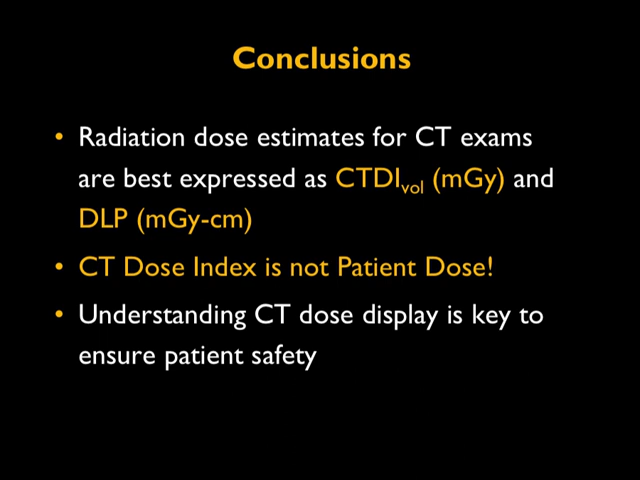 Conclusions
• Radiation dose estimates for CT exams
are best expressed as CTDIvol (mGy) and
DLP (mGy-cm)
• CT Dose Index is not Patient Dose!
• Understanding CT dose display is key to
ensure patient safety